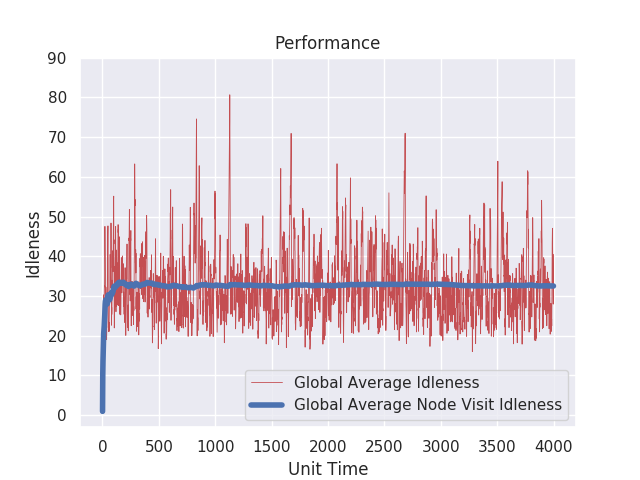 Performance
90
80
70
60
50
40
30
20
10
0
Idleness
Global Average Idleness
Global Average Node Visit Idleness
0 500 1000 1500 2000 2500 3000 3500 4000
Unit Time